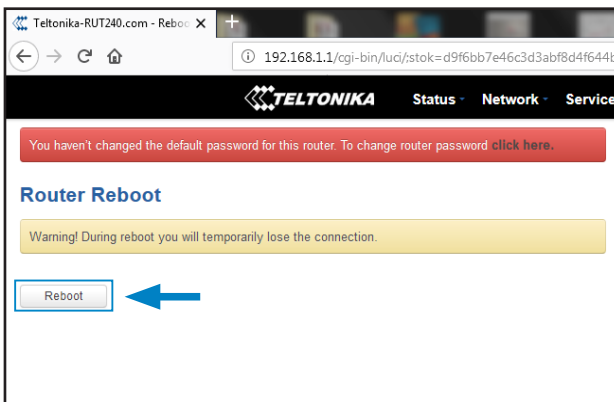 Teltonika-RUT240.com - Reboo
192.168.1.1/cgi-bin/luci/;stok=d9f6bb7e46c3d3abf8d4f644b
TELTONIKA Status Network Service
You haven't changed the default password for this router. To change router password click here.
Router Reboot
Warning! During reboot you will temporarily lose the connection.
Reboot